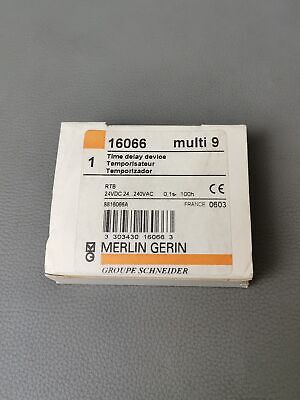 16066 multi 9
1
Time delay device
Temporisateur
Temporizador
RTB
24VDC.24..240VAC 0,1s- 100h
8816066A FRANCE 0603
3 303430 16066 3
MERLIN GERIN
GROUPE SCHNEIDER